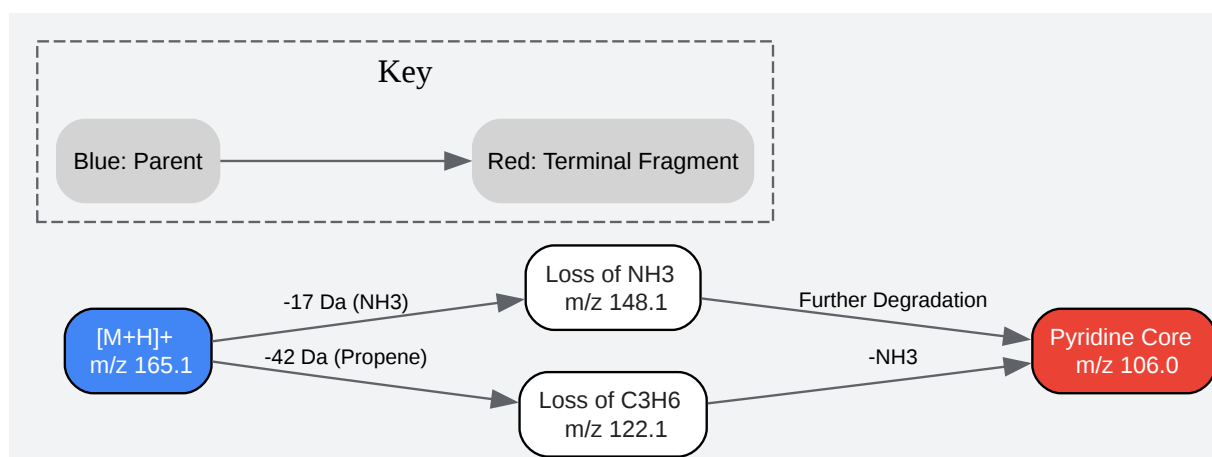 Key
Blue: Parent
Red: Terminal Fragment
[M+H]+
m/z 165.1
-17 Da (NH3)
-42 Da (Propene)
Loss of NH3
m/z 148.1
Loss of C3H6
m/z 122.1
Further Degradation
-NH3
Pyridine Core
m/z 106.0